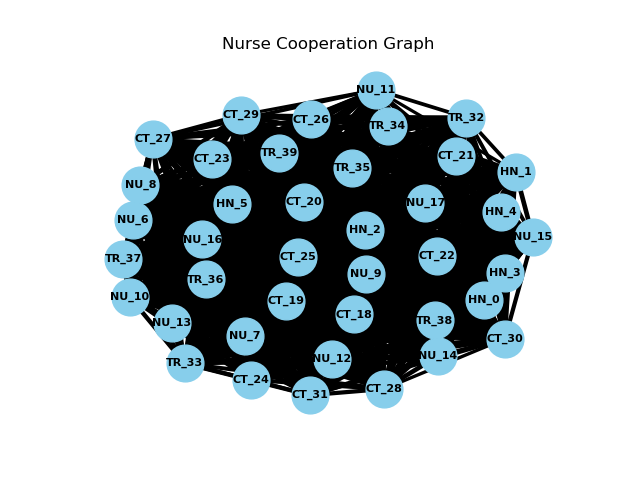 Nurse Cooperation Graph
NU_11
CT_29
TR_32
CT_26
TR_34
CT_27
TR_39
CT_21
CT_23
TR_35
HN_1
NU_8
CT_20
NU_17
HN_5
HN_4
NU_6
HN_2
NU_15
NU_16
CT_22
CT_25
TR_37
HN_3
NU_9
TR_36
NU_10
HN_0
CT_19
CT_18
TR_38
NU_13
NU_7
CT_30
NU_14
NU_12
TR_33
CT_24
CT_28
CT_31